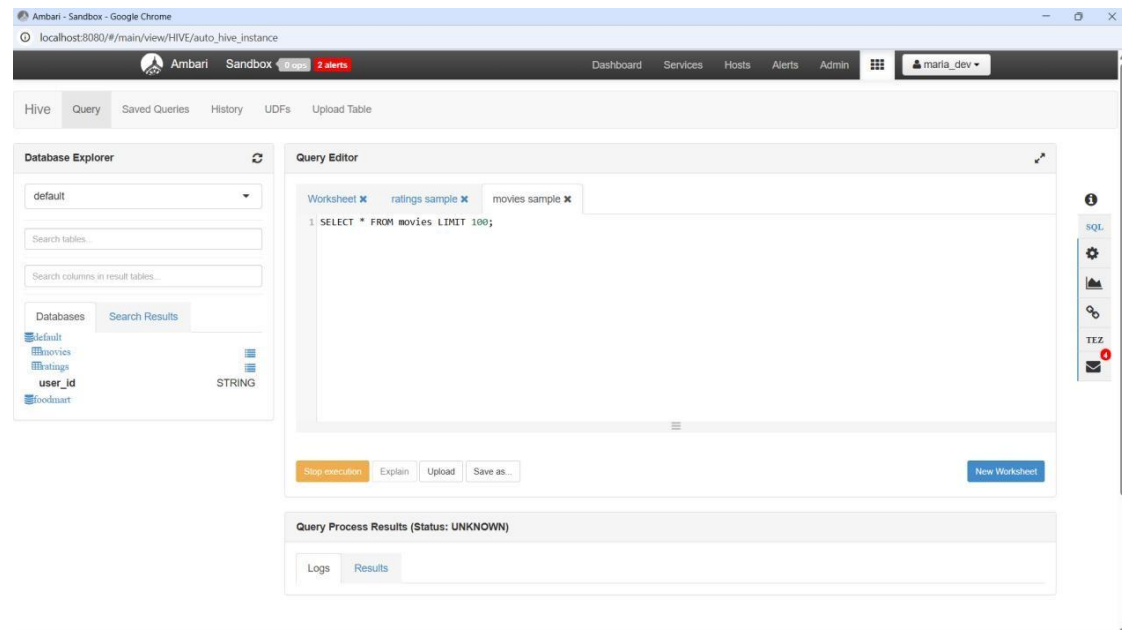 Ambari - Sandbox - Google Chrome
localhost:8080/#/main/view/HIVE/auto_hive_instance
Ambari Sandbox 0 ops 2 alerts Dashboard Services Hosts Alerts Admin maria_dev
Hive Query Saved Queries History UDFs Upload Table
Database Explorer
default
Search tables...
Search columns in result tables...
Databases Search Results
default
movies
ratings
user_id STRING
foodmart
Query Editor
Worksheet ratings sample movies sample
1 SELECT * FROM movies LIMIT 100;
Stop execution Explain Upload Save as... New Worksheet
Query Process Results (Status: UNKNOWN)
Logs Results
SQL
TEZ
4